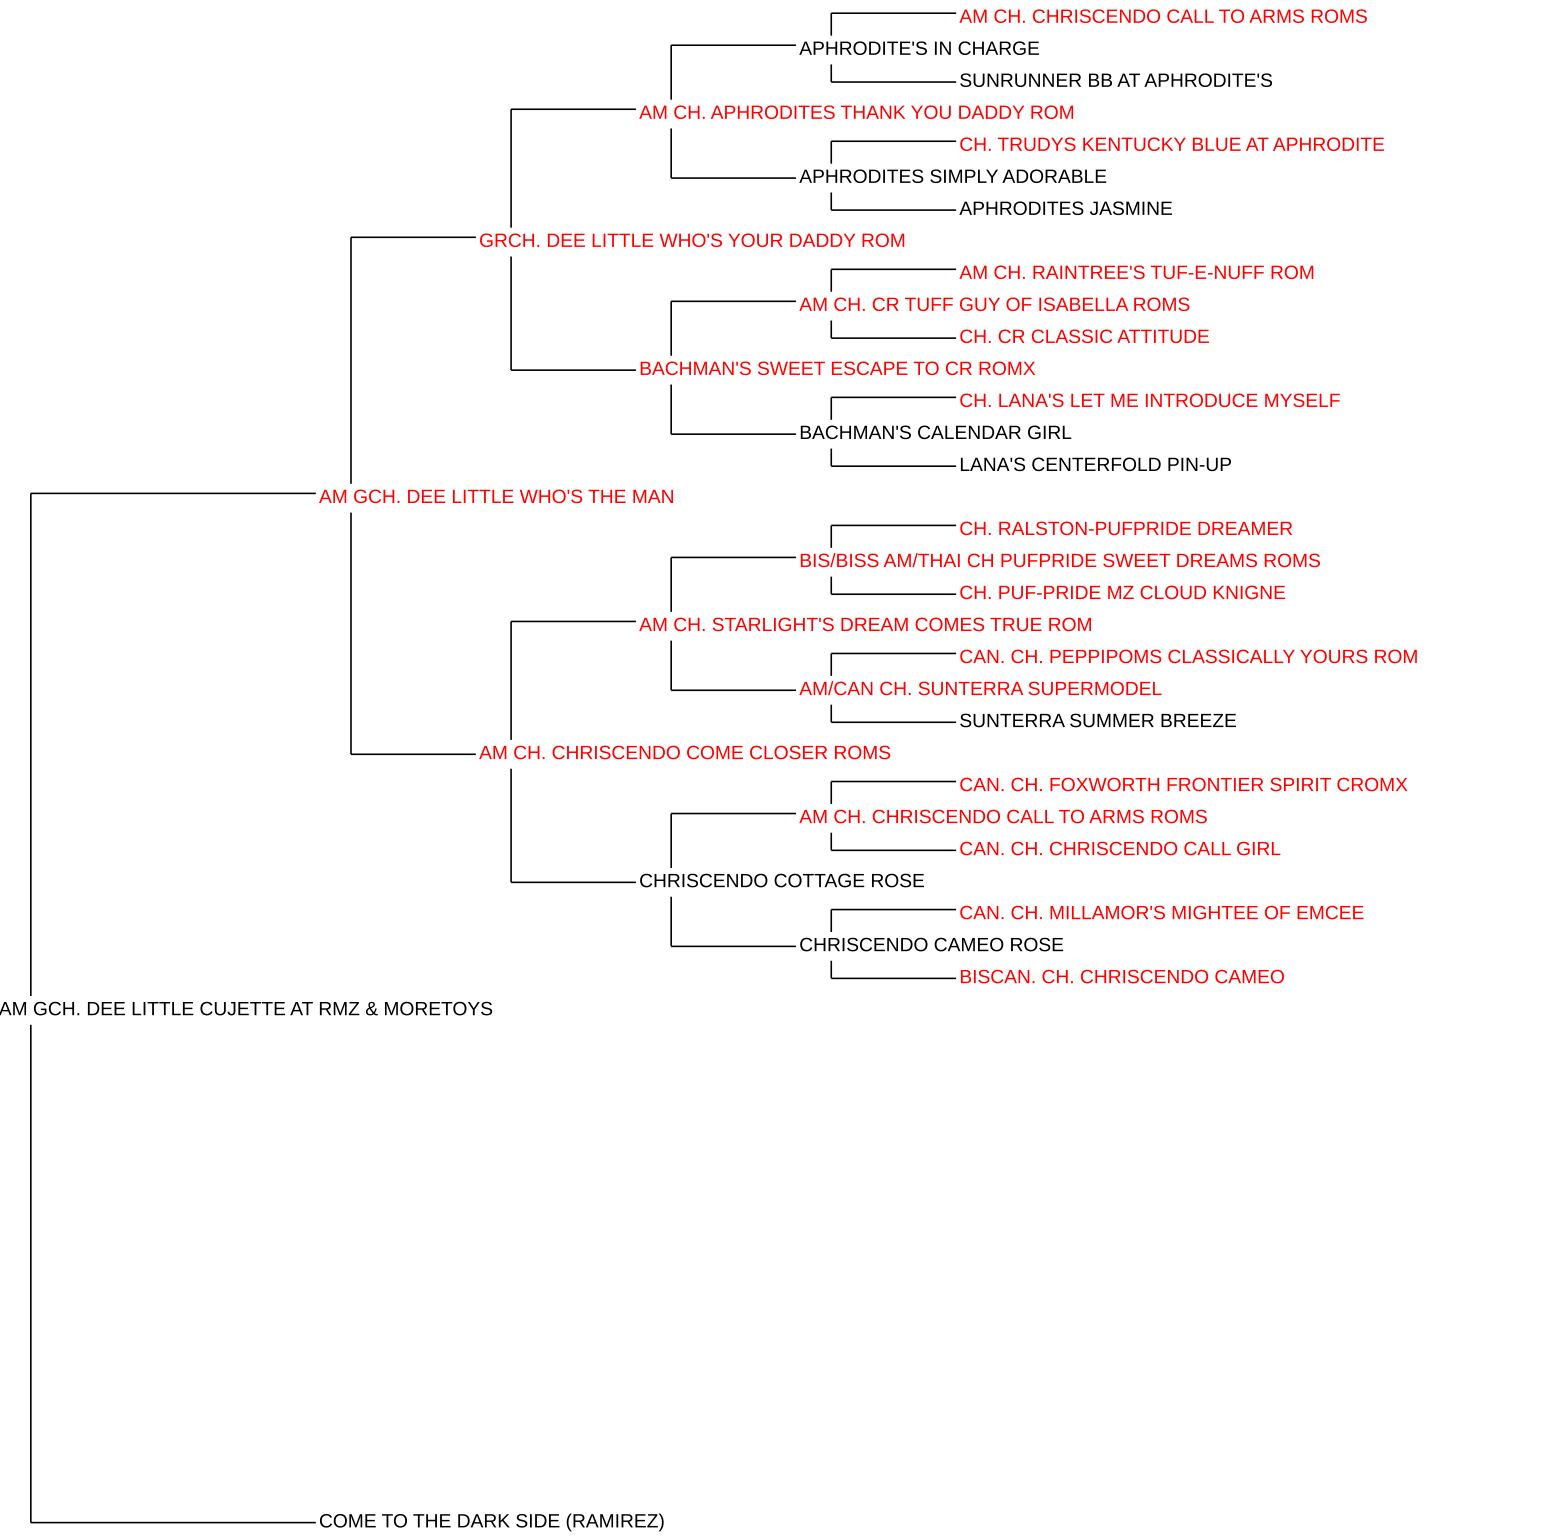 AM CH. CHRISCENDO CALL TO ARMS ROMS
APHRODITE'S IN CHARGE
SUNRUNNER BB AT APHRODITE'S
AM CH. APHRODITES THANK YOU DADDY ROM
CH. TRUDYS KENTUCKY BLUE AT APHRODITE
APHRODITES SIMPLY ADORABLE
APHRODITES JASMINE
GRCH. DEE LITTLE WHO'S YOUR DADDY ROM
AM CH. RAINTREE'S TUF-E-NUFF ROM
AM CH. CR TUFF GUY OF ISABELLA ROMS
CH. CR CLASSIC ATTITUDE
BACHMAN'S SWEET ESCAPE TO CR ROMX
CH. LANA'S LET ME INTRODUCE MYSELF
BACHMAN'S CALENDAR GIRL
LANA'S CENTERFOLD PIN-UP
AM GCH. DEE LITTLE WHO'S THE MAN
CH. RALSTON-PUFPRIDE DREAMER
BIS/BISS AM/THAI CH PUFPRIDE SWEET DREAMS ROMS
CH. PUF-PRIDE MZ CLOUD KNIGNE
AM CH. STARLIGHT'S DREAM COMES TRUE ROM
CAN. CH. PEPPIPOMS CLASSICALLY YOURS ROM
AM/CAN CH. SUNTERRA SUPERMODEL
SUNTERRA SUMMER BREEZE
AM CH. CHRISCENDO COME CLOSER ROMS
CAN. CH. FOXWORTH FRONTIER SPIRIT CROMX
AM CH. CHRISCENDO CALL TO ARMS ROMS
CAN. CH. CHRISCENDO CALL GIRL
CHRISCENDO COTTAGE ROSE
CAN. CH. MILLAMOR'S MIGHTEE OF EMCEE
CHRISCENDO CAMEO ROSE
BISCAN. CH. CHRISCENDO CAMEO
AM GCH. DEE LITTLE CUJETTE AT RMZ & MORETOYS
COME TO THE DARK SIDE (RAMIREZ)